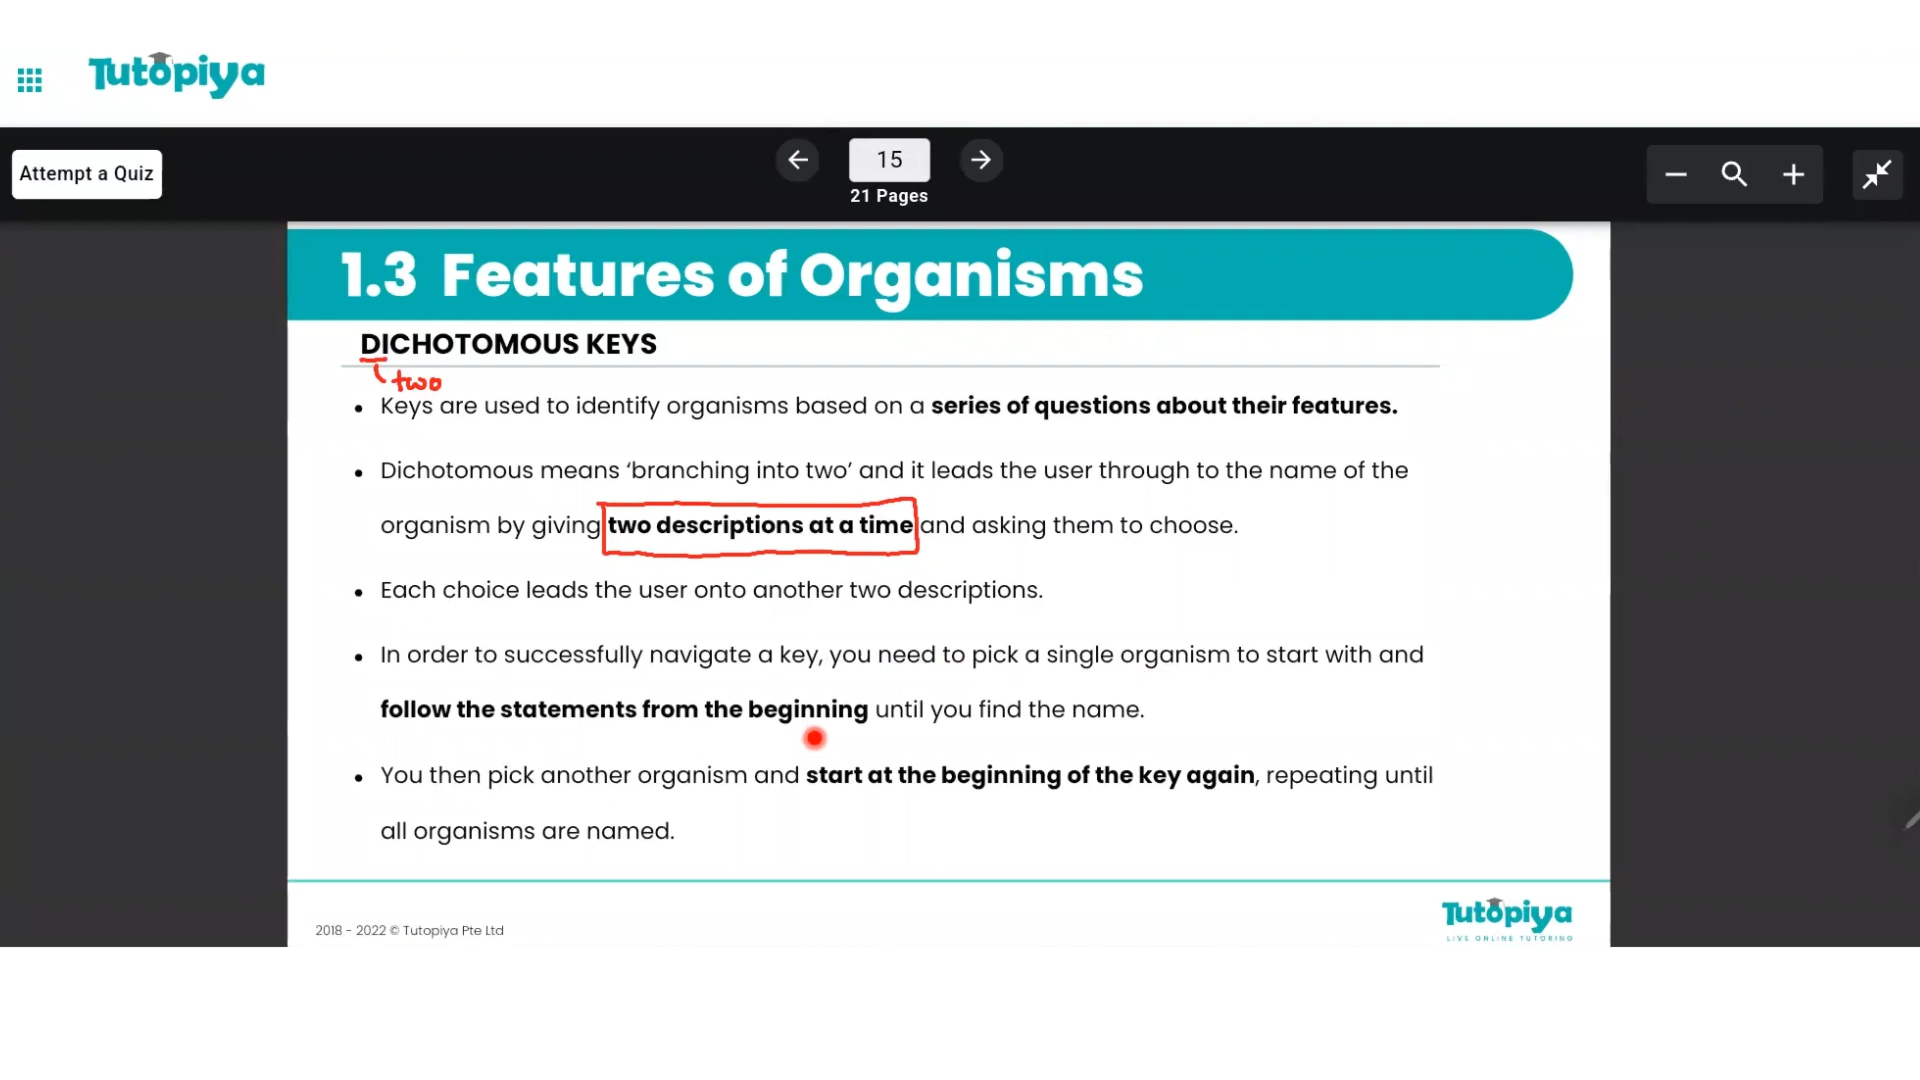 Tutopiya
Attempt a Quiz
15
21 Pages
1.3 Features of Organisms
DICHOTOMOUS KEYS
two
• Keys are used to identify organisms based on a series of questions about their features.
• Dichotomous means ‘branching into two’ and it leads the user through to the name of the
organism by giving two descriptions at a time and asking them to choose.
• Each choice leads the user onto another two descriptions.
• In order to successfully navigate a key, you need to pick a single organism to start with and
follow the statements from the beginning until you find the name.
• You then pick another organism and start at the beginning of the key again, repeating until
all organisms are named.
2018 - 2022 © Tutopiya Pte Ltd
Tutopiya
LIVE ONLINE TUTORING